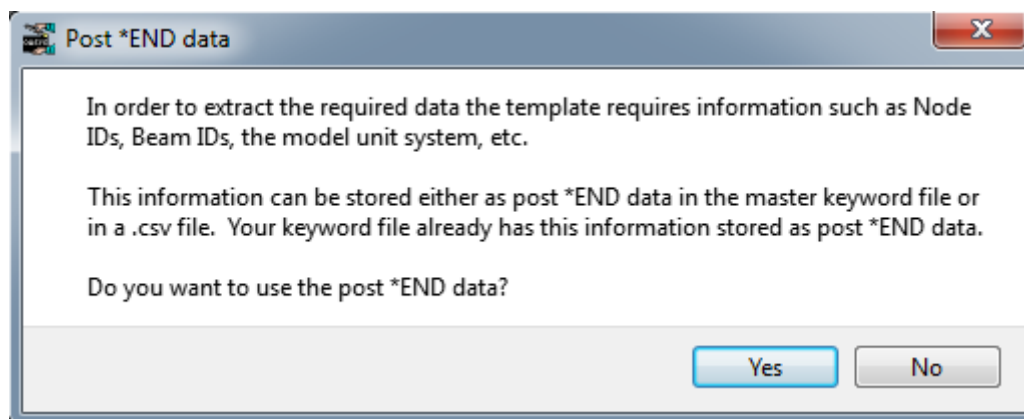 Post *END data
In order to extract the required data the template requires information such as Node
IDs, Beam IDs, the model unit system, etc.
This information can be stored either as post *END data in the master keyword file or
in a .csv file.  Your keyword file already has this information stored as post *END data.
Do you want to use the post *END data?
Yes
No